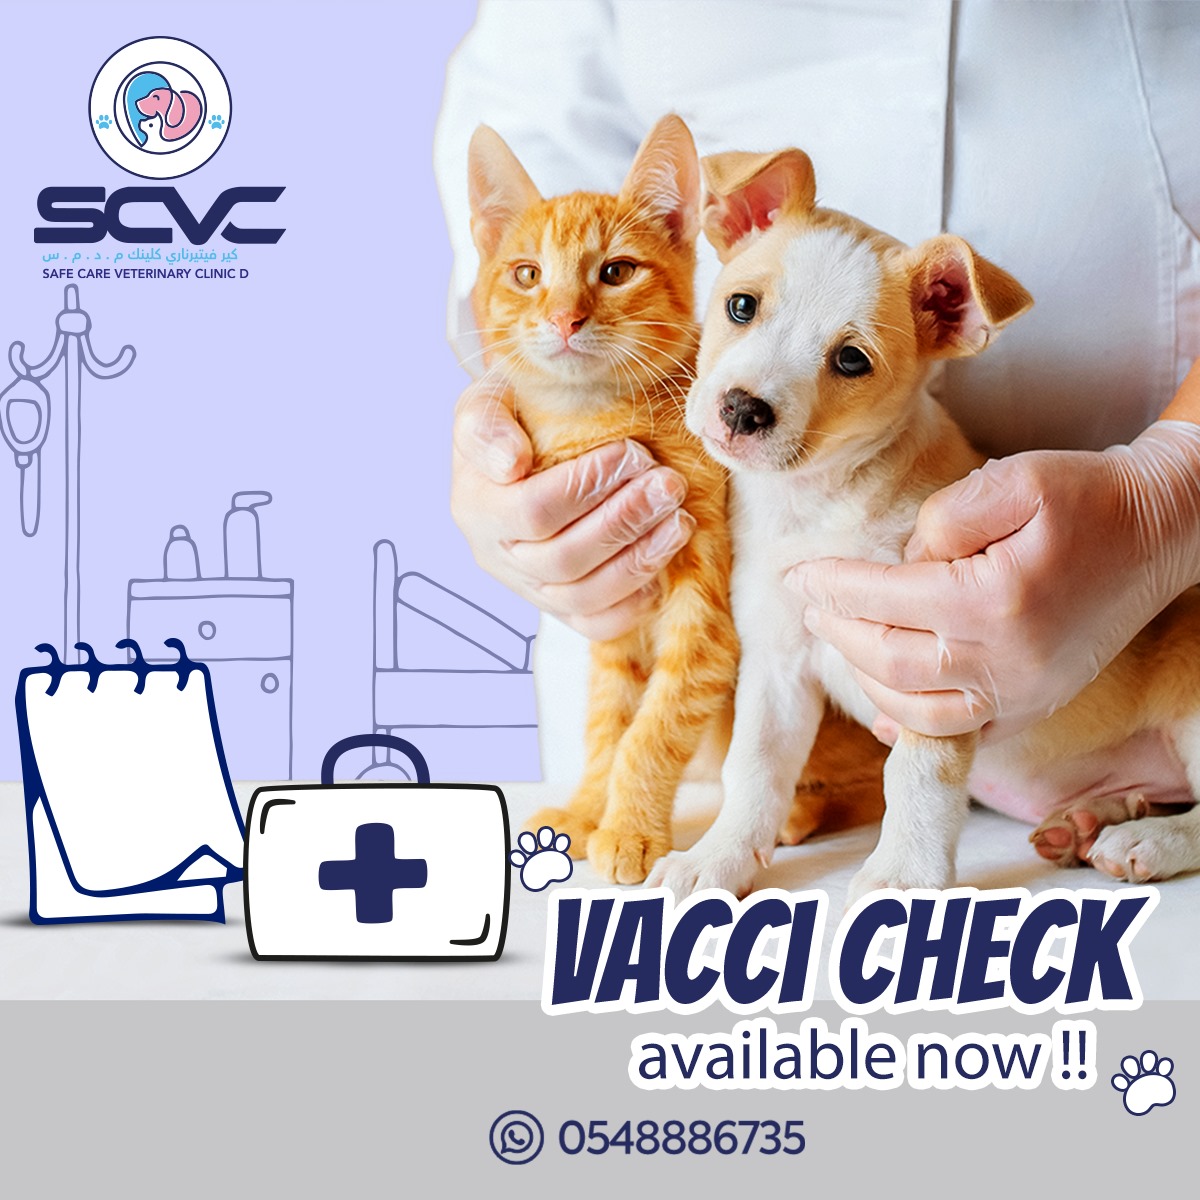 SCVC
كير فيتيرناري كلينك م . د . م . س
SAFE CARE VETERINARY CLINIC D
VACCI CHECK
available now !!
0548886735